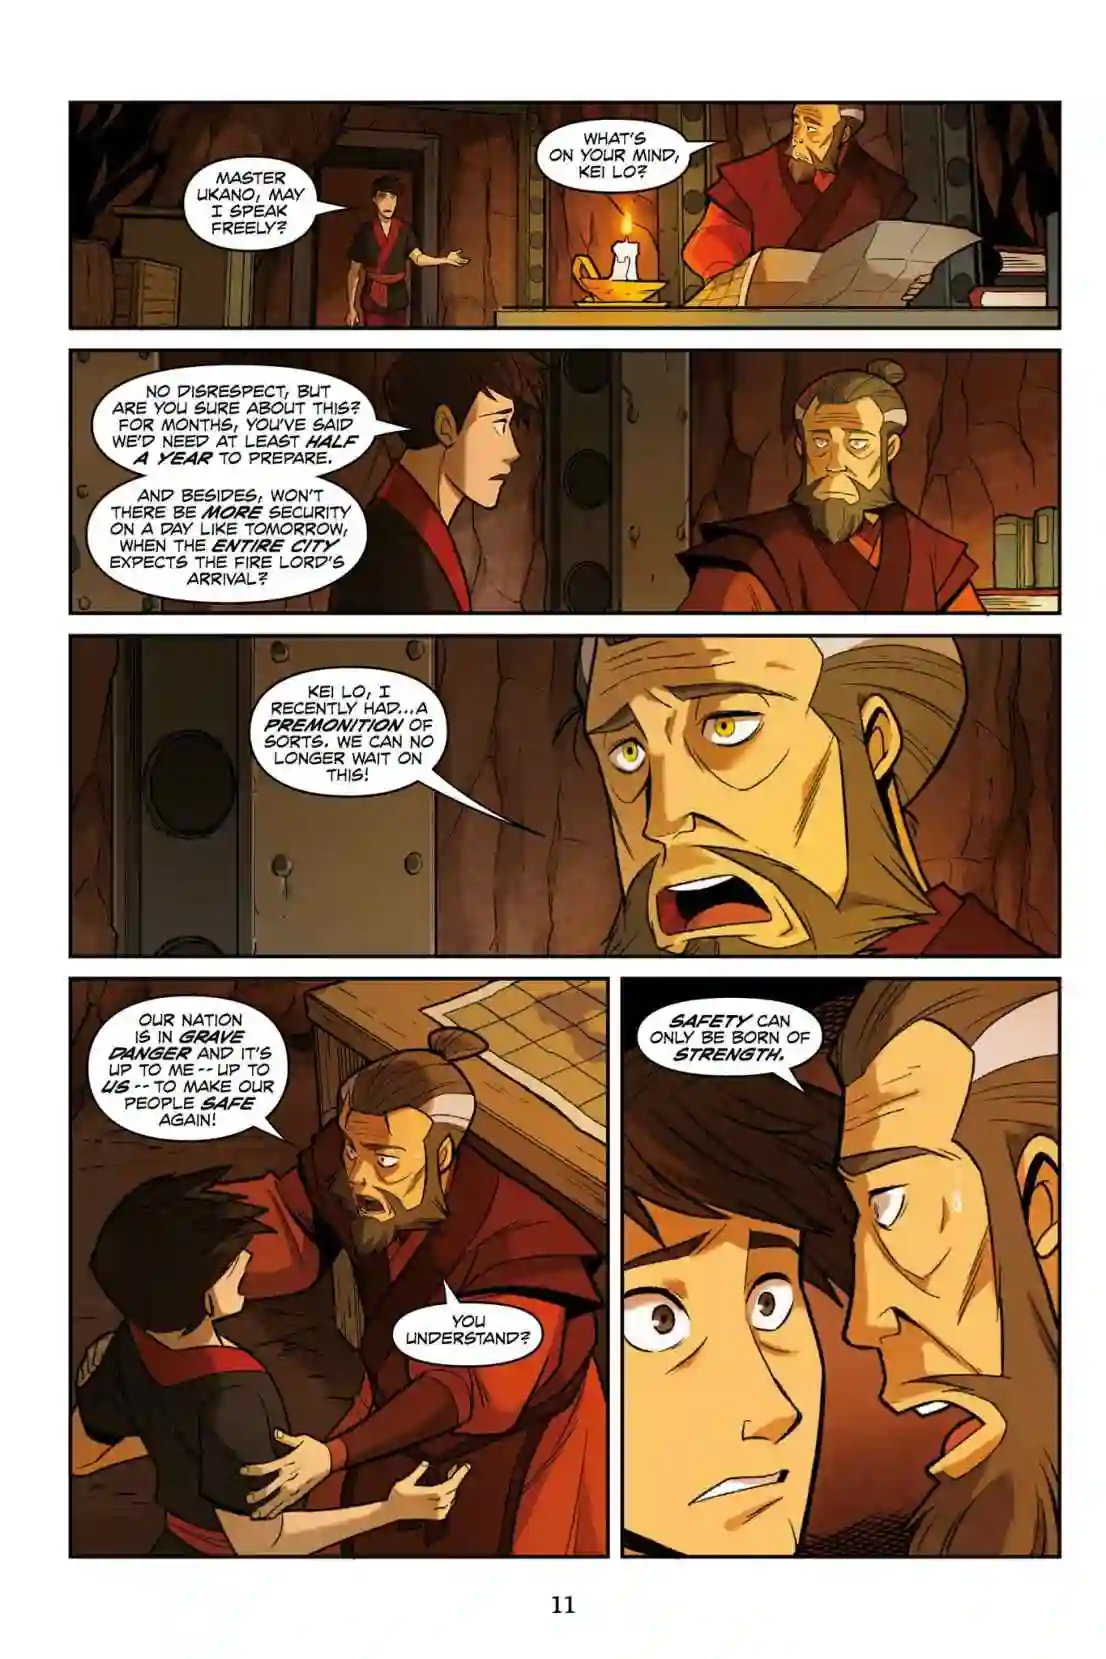 MASTER
UKANO, MAY
I SPEAK
FREELY?
WHAT'S
ON YOUR MIND,
KEI LO?
NO DISRESPECT, BUT
ARE YOU SURE ABOUT THIS?
FOR MONTHS, YOU'VE SAID
WE'D NEED AT LEAST HALF
A YEAR TO PREPARE.
AND BESIDES, WON'T
THERE BE MORE SECURITY
ON A DAY LIKE TOMORROW,
WHEN THE ENTIRE CITY
EXPECTS THE FIRE LORD'S
ARRIVAL?
KEI LO, I
RECENTLY HAD...A
PREMONITION OF
SORTS. WE CAN NO
LONGER WAIT ON
THIS!
OUR NATION
IS IN GRAVE
DANGER AND IT'S
UP TO ME -- UP TO
US -- TO MAKE OUR
PEOPLE SAFE
AGAIN!
YOU
UNDERSTAND?
SAFETY CAN
ONLY BE BORN OF
STRENGTH.
11